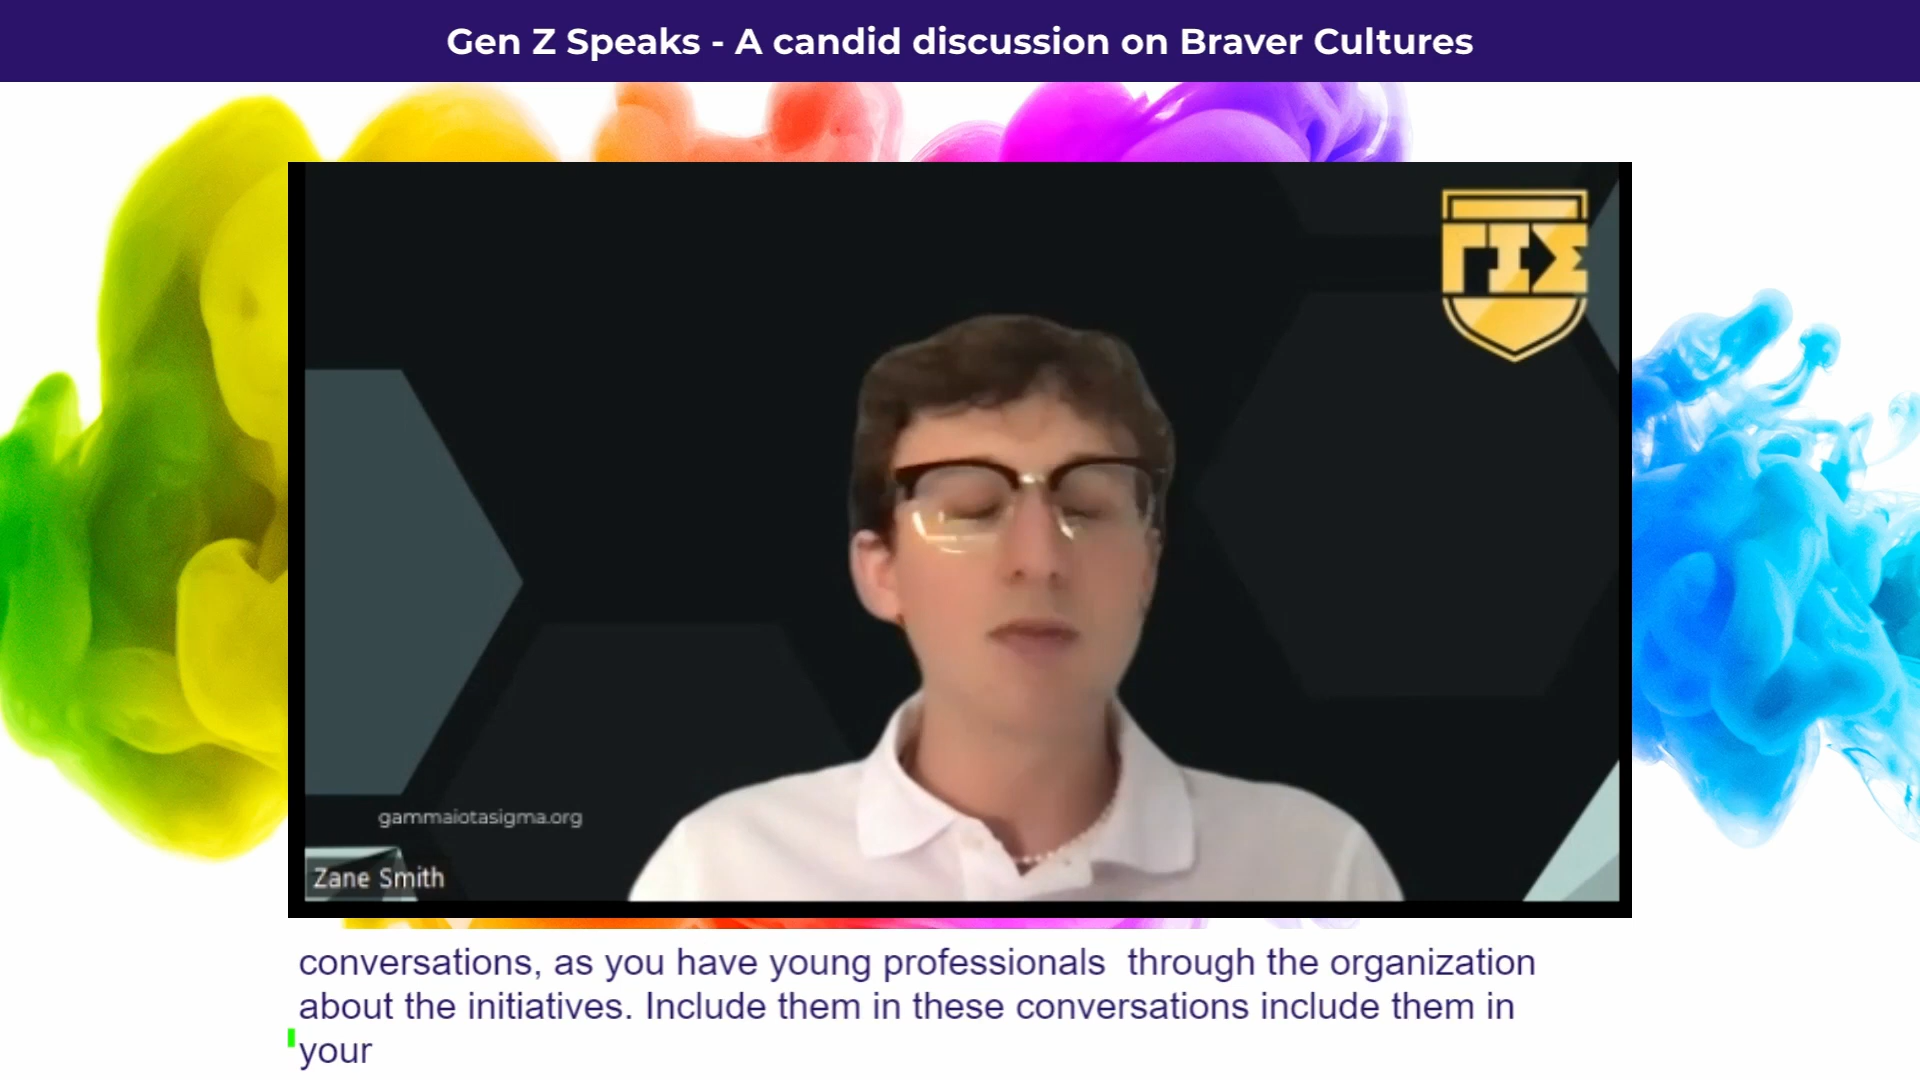 Gen Z Speaks - A candid discussion on Braver Cultures
ΓΙΣ
gammaiotasigma.org
Zane Smith
conversations, as you have young professionals  through the organization
about the initiatives. Include them in these conversations include them in
your